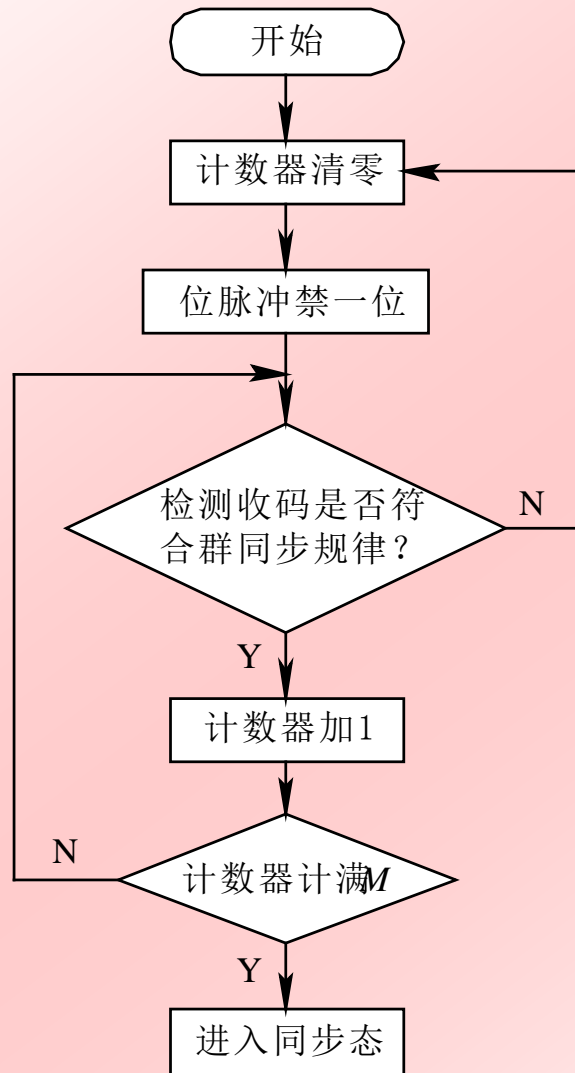 开始
计数器清零
位脉冲禁一位
检测收码是否符
合群同步规律？
N
Y
计数器加1
N
计数器计满M
Y
进入同步态